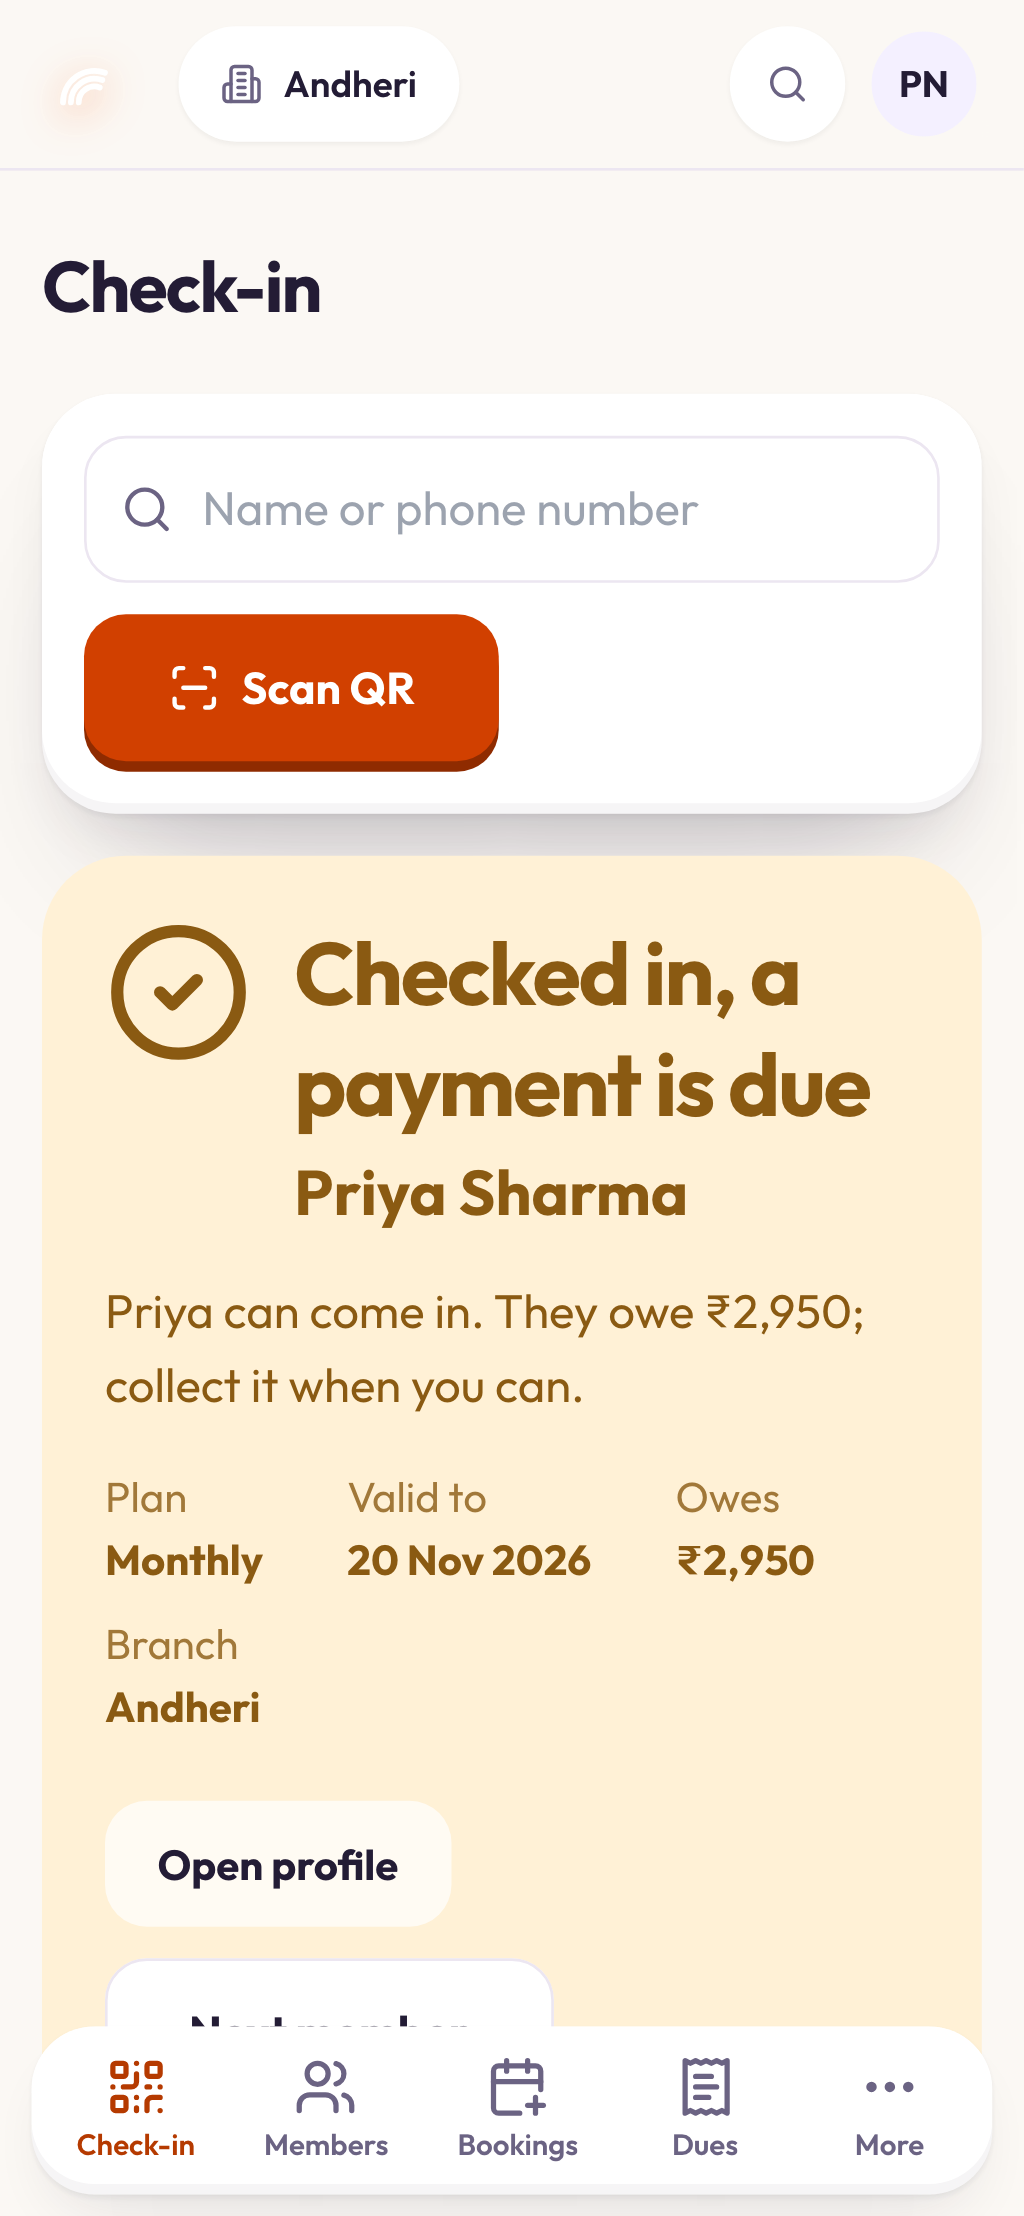 Andheri
PN
Check-in
Name or phone number
Scan QR
Checked in, a
payment is due
Priya Sharma
Priya can come in. They owe ₹2,950;
collect it when you can.
Plan Valid to Owes
Monthly 20 Nov 2026 ₹2,950
Branch
Andheri
Open profile
Next member
Check-in Members Bookings Dues More